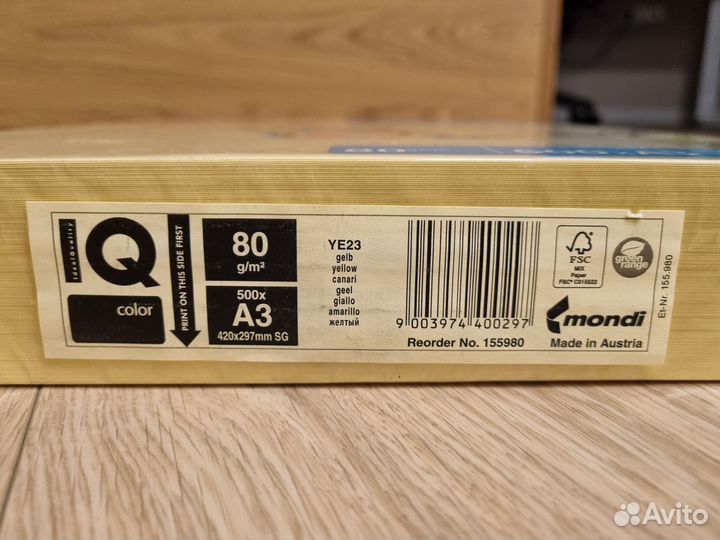 80
IdealQuality
IQ
color
PRINT ON THIS SIDE FIRST
80
g/m²
500x
A3
420x297mm SG
YE23
gelb
yellow
canari
geel
giallo
amarillo
желтый
9 003974 400297
Reorder No. 155980
FSC
MIX
Paper
FSC® C015522
green
range
mondi
Made in Austria
Et-Nr. 155.980
Avito